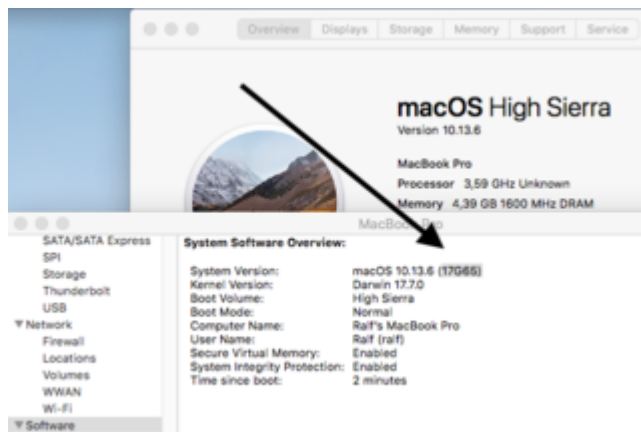 Overview Displays Storage Memory Support Service
macOS High Sierra
Version 10.13.6
MacBook Pro
Processor 3,59 GHz Unknown
Memory 4,39 GB 1600 MHz DRAM
MacBook Pro
SATA/SATA Express
SPI
Storage
Thunderbolt
USB
Network
Firewall
Locations
Volumes
WWAN
Wi-Fi
Software
System Software Overview:
System Version: macOS 10.13.6 (17G65)
Kernel Version: Darwin 17.7.0
Boot Volume: High Sierra
Boot Mode: Normal
Computer Name: Ralf's MacBook Pro
User Name: Ralf (ralf)
Secure Virtual Memory: Enabled
System Integrity Protection: Enabled
Time since boot: 2 minutes